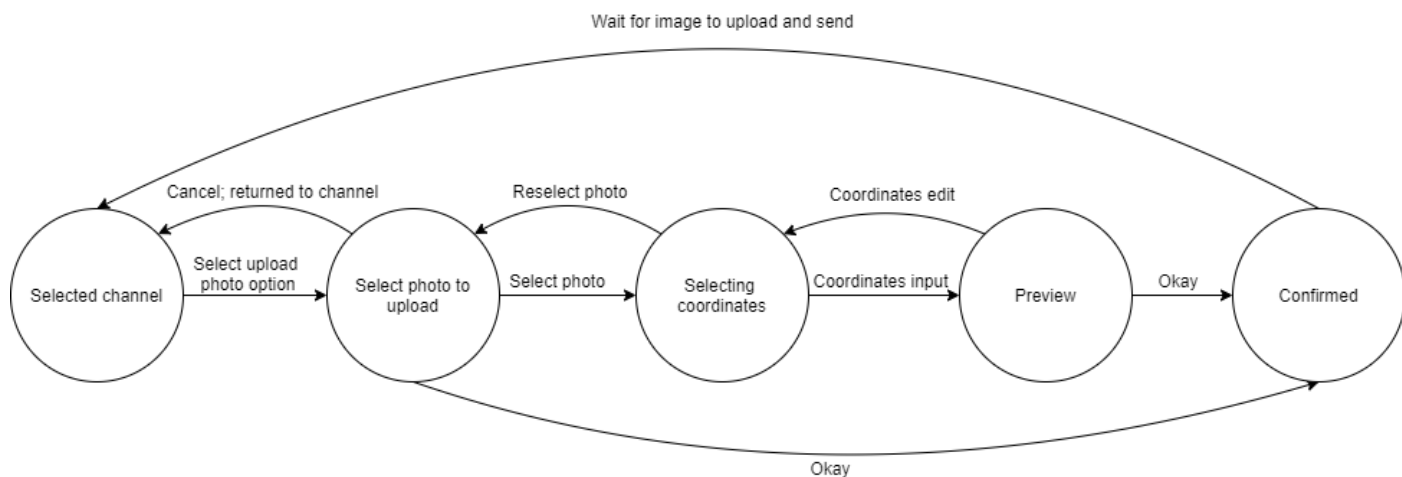 Wait for image to upload and send
Cancel; returned to channel
Reselect photo
Coordinates edit
Select upload
photo option
Select photo
Coordinates input
Okay
Selected channel
Select photo to
upload
Selecting
coordinates
Preview
Confirmed
Okay